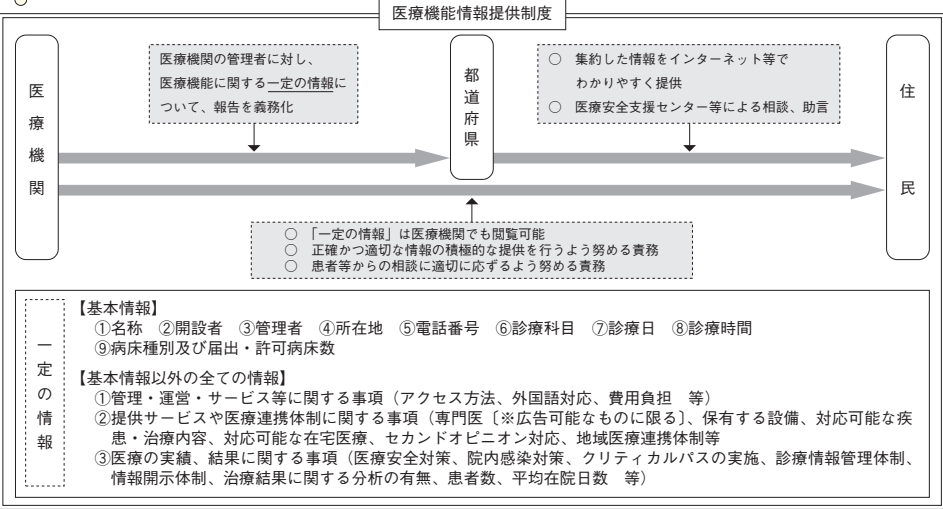 医療機能情報提供制度
医療機関
医療機関の管理者に対し、
医療機能に関する一定の情報に
ついて、報告を義務化
都道府県
○ 集約した情報をインターネット等で
わかりやすく提供
○ 医療安全支援センター等による相談、助言
住民
○ 「一定の情報」は医療機関でも閲覧可能
○ 正確かつ適切な情報の積極的な提供を行うよう努める責務
○ 患者等からの相談に適切に応ずるよう努める責務
一定の情報
【基本情報】
①名称 ②開設者 ③管理者 ④所在地 ⑤電話番号 ⑥診療科目 ⑦診療日 ⑧診療時間
⑨病床種別及び届出・許可病床数
【基本情報以外の全ての情報】
①管理・運営・サービス等に関する事項（アクセス方法、外国語対応、費用負担 等）
②提供サービスや医療連携体制に関する事項（専門医〔※広告可能なものに限る〕、保有する設備、対応可能な疾
患・治療内容、対応可能な在宅医療、セカンドオピニオン対応、地域医療連携体制等
③医療の実績、結果に関する事項（医療安全対策、院内感染対策、クリティカルパスの実施、診療情報管理体制、
情報開示体制、治療結果に関する分析の有無、患者数、平均在院日数 等）